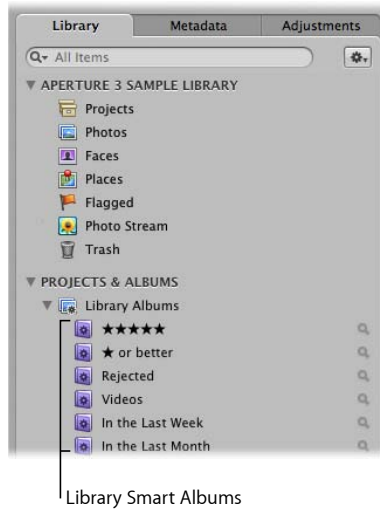 Library Metadata Adjustments
All Items
APERTURE 3 SAMPLE LIBRARY
Projects
Photos
Faces
Places
Flagged
Photo Stream
Trash
PROJECTS & ALBUMS
Library Albums
★★★★★
★ or better
Rejected
Videos
In the Last Week
In the Last Month
Library Smart Albums